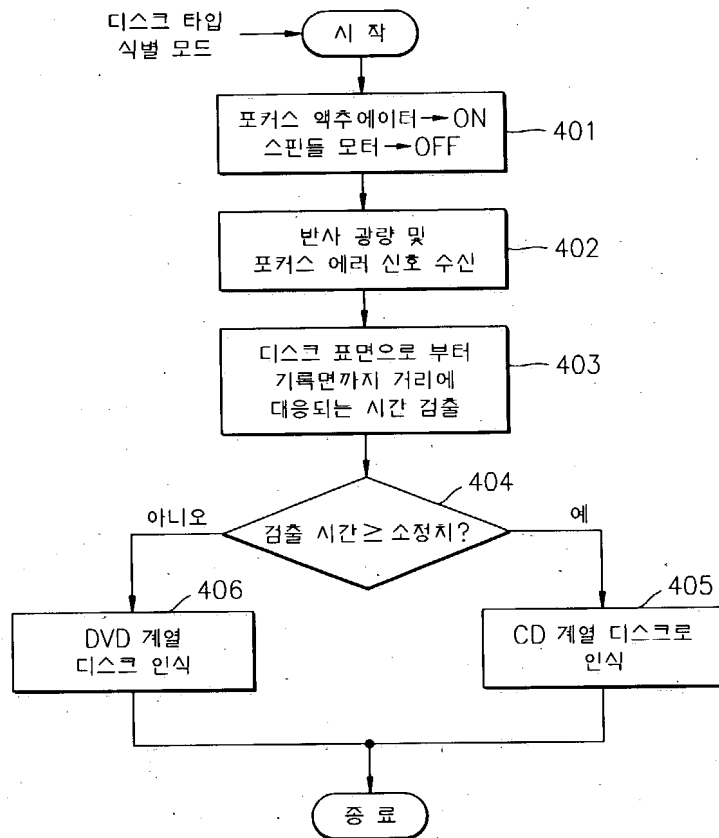 디스크 타입
식별 모드
시 작
포커스 액추에이터→ON
스핀들 모터→OFF
401
반사 광량 및
포커스 에러 신호 수신
402
디스크 표면으로 부터
기록면까지 거리에
대응되는 시간 검출
403
404
검출 시간≥소정치?
아니오
예
406
DVD 계열
디스크 인식
405
CD 계열 디스크로
인식
종 료